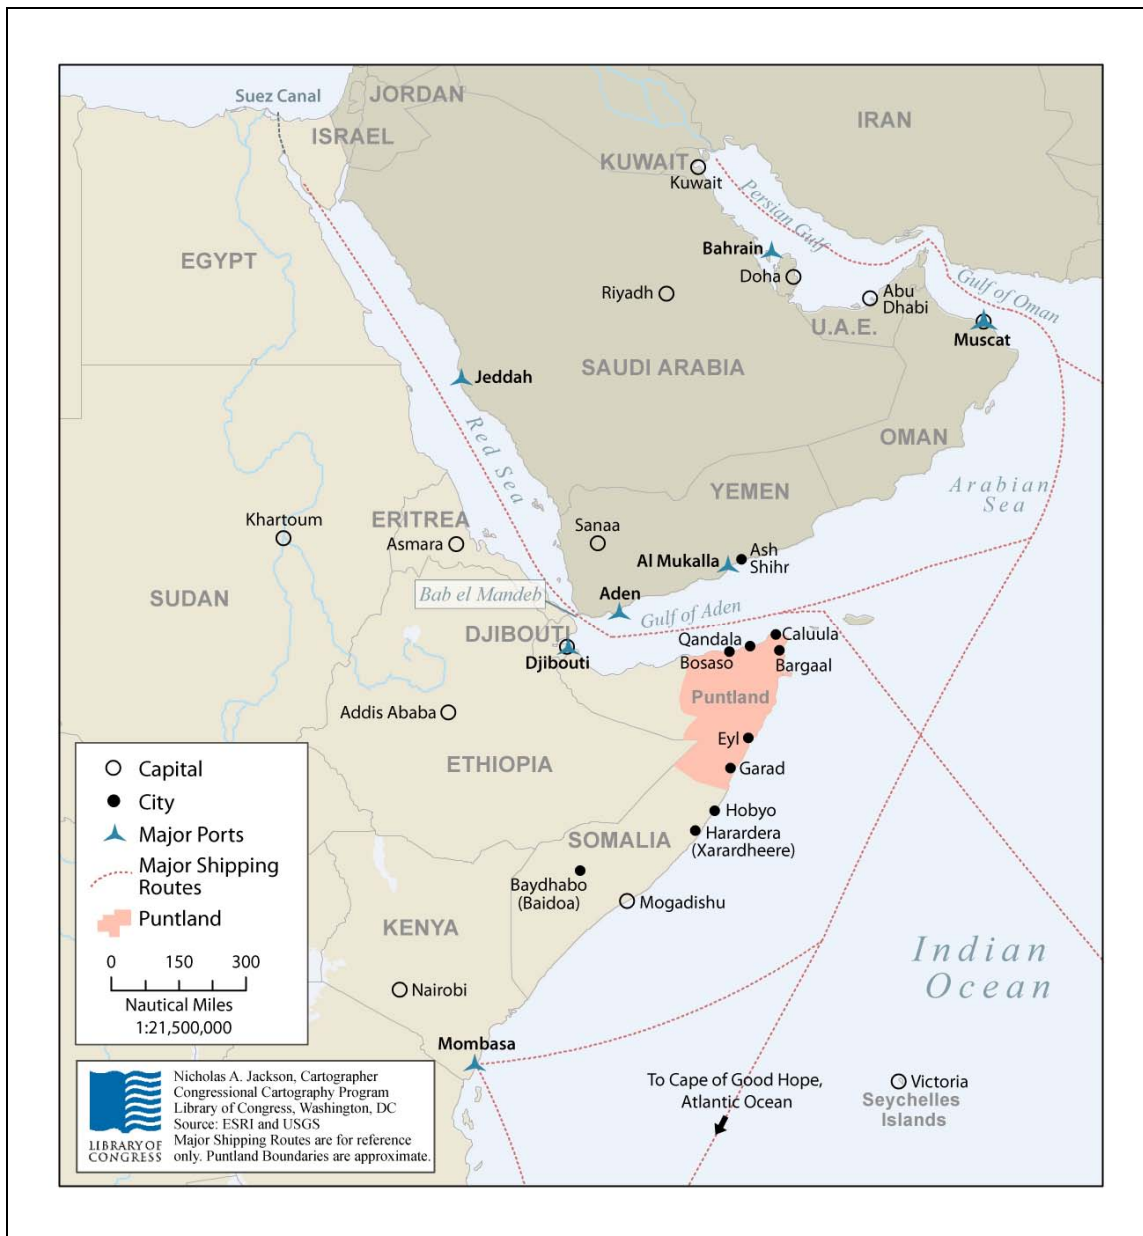 Suez Canal
JORDAN
ISRAEL
IRAN
KUWAIT
Kuwait
Persian Gulf
EGYPT
Bahrain
Doha
Riyadh
Abu
Dhabi
Gulf of Oman
U.A.E.
Muscat
Jeddah
SAUDI ARABIA
Red Sea
OMAN
Arabian
Sea
YEMEN
Khartoum
ERITREA
Asmara
Sanaa
Al Mukalla
Ash
Shihr
SUDAN
Bab el Mandeb
Aden
Gulf of Aden
DJIBOUTI
Djibouti
Qandala
Caluula
Bosaso
Bargaal
Puntland
Addis Ababa
Eyl
ETHIOPIA
Garad
Hobyo
SOMALIA
Harardera
(Xarardheere)
Baydhabo
(Baidoa)
Mogadishu
KENYA
Indian
Ocean
Nairobi
Mombasa
To Cape of Good Hope,
Atlantic Ocean
Victoria
Seychelles
Islands
Capital
City
Major Ports
Major Shipping
Routes
Puntland
0 150 300
Nautical Miles
1:21,500,000
LIBRARY OF
CONGRESS
Nicholas A. Jackson, Cartographer
Congressional Cartography Program
Library of Congress, Washington, DC
Source: ESRI and USGS
Major Shipping Routes are for reference
only. Puntland Boundaries are approximate.